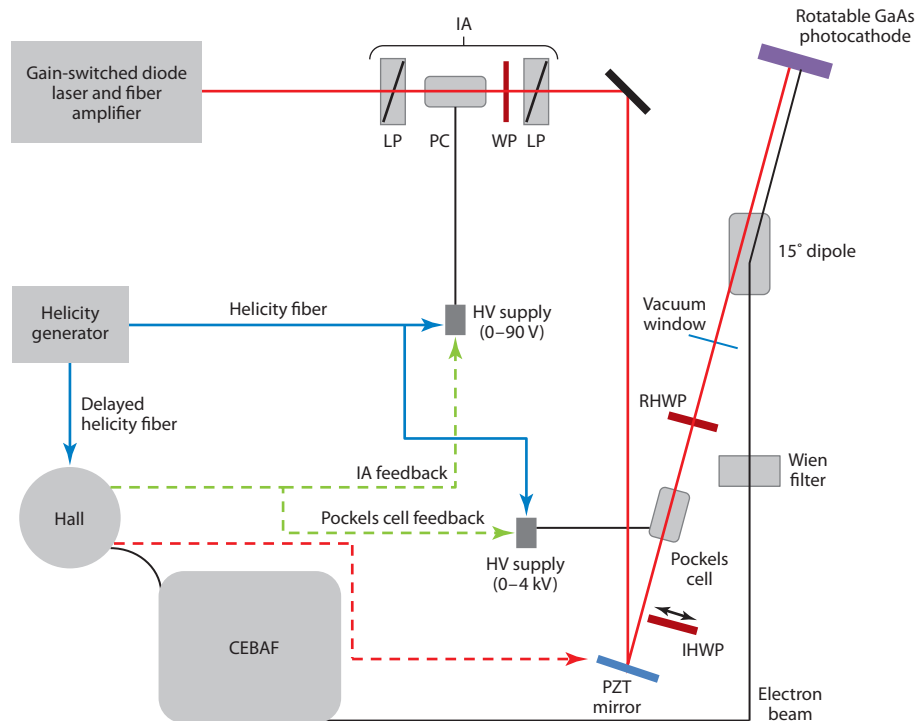 IA
Rotatable GaAs
photocathode
Gain-switched diode
laser and fiber
amplifier
LP
PC
WP
LP
15˚ dipole
Helicity
generator
Helicity fiber
HV supply
(0–90 V)
Vacuum
window
Delayed
helicity fiber
RHWP
IA feedback
Wien
filter
Hall
Pockels cell feedback
HV supply
(0–4 kV)
Pockels
cell
CEBAF
IHWP
PZT
mirror
Electron
beam